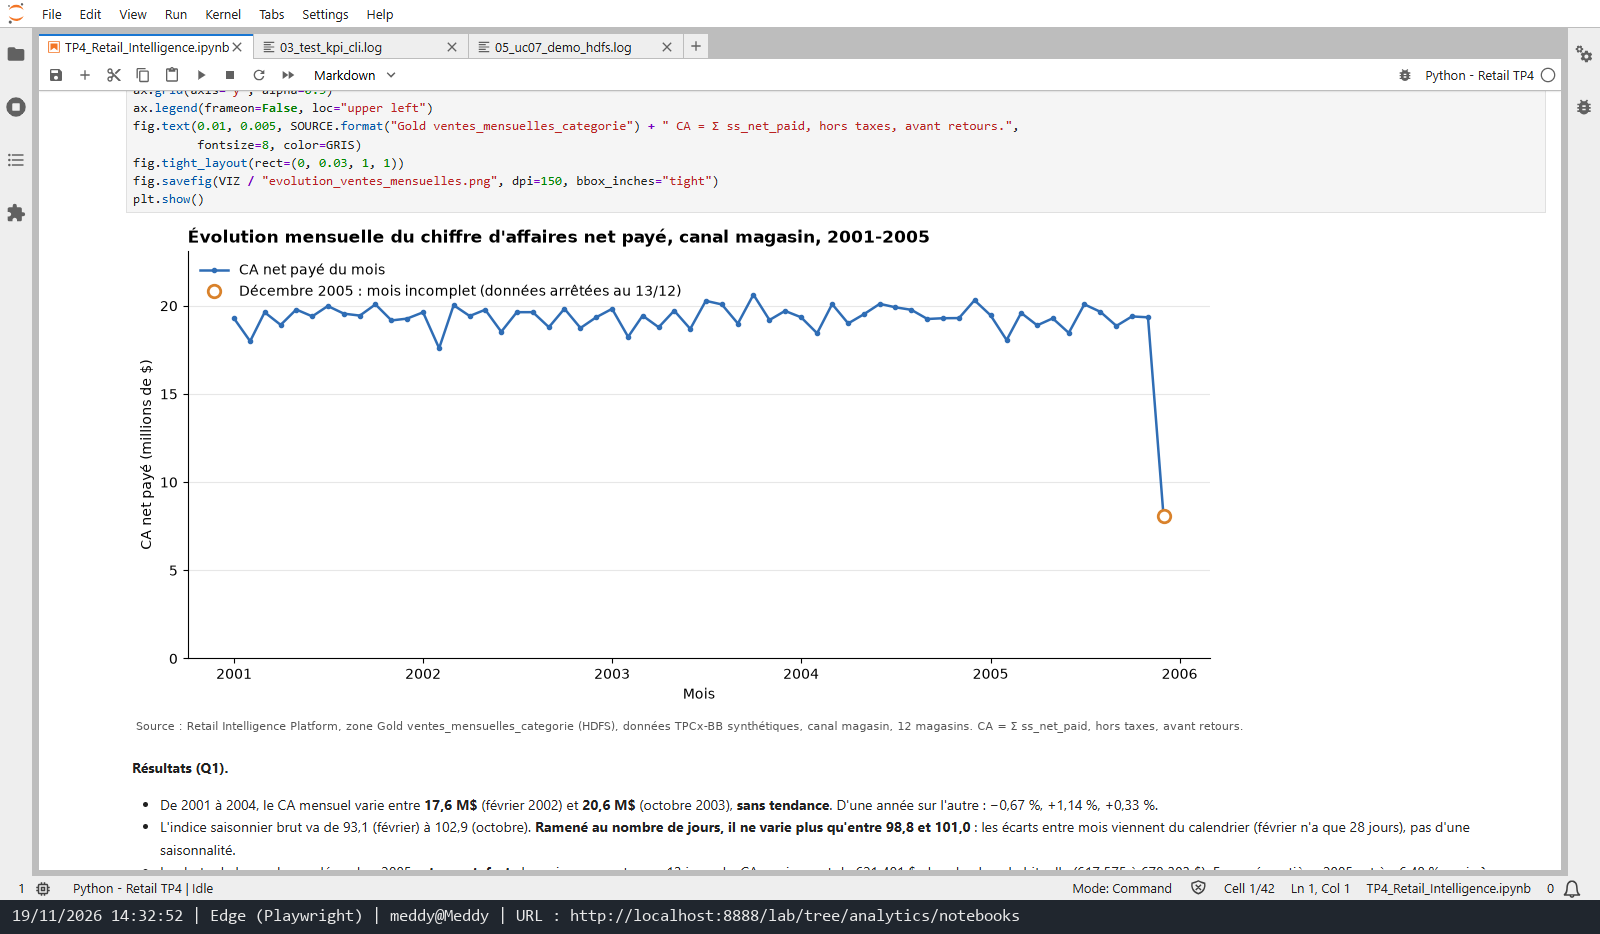 File Edit View Run Kernel Tabs Settings Help
TP4_Retail_Intelligence.ipynb 03_test_kpi_cli.log 05_uc07_demo_hdfs.log
Markdown Python - Retail TP4
ax.legend(frameon=False, loc="upper left")
fig.text(0.01, 0.005, SOURCE.format("Gold ventes_mensuelles_categorie") + " CA = Σ ss_net_paid, hors taxes, avant retours.",
fontsize=8, color=GRIS)
fig.tight_layout(rect=(0, 0.03, 1, 1))
fig.savefig(VIZ / "evolution_ventes_mensuelles.png", dpi=150, bbox_inches="tight")
plt.show()
Évolution mensuelle du chiffre d'affaires net payé, canal magasin, 2001-2005
CA net payé du mois
Décembre 2005 : mois incomplet (données arrêtées au 13/12)
CA net payé (millions de $)
20
15
10
5
0
2001 2002 2003 2004 2005 2006
Mois
Source : Retail Intelligence Platform, zone Gold ventes_mensuelles_categorie (HDFS), données TPCx-BB synthétiques, canal magasin, 12 magasins. CA = Σ ss_net_paid, hors taxes, avant retours.
Résultats (Q1).
• De 2001 à 2004, le CA mensuel varie entre 17,6 M$ (février 2002) et 20,6 M$ (octobre 2003), sans tendance. D'une année sur l'autre : −0,67 %, +1,14 %, +0,33 %.
• L'indice saisonnier brut va de 93,1 (février) à 102,9 (octobre). Ramené au nombre de jours, il ne varie plus qu'entre 98,8 et 101,0 : les écarts entre mois viennent du calendrier (février n'a que 28 jours), pas d'une
saisonnalité.
1 Python - Retail TP4 | Idle Mode: Command Cell 1/42 Ln 1, Col 1 TP4_Retail_Intelligence.ipynb 0
19/11/2026 14:32:52 | Edge (Playwright) | meddy@Meddy | URL : http://localhost:8888/lab/tree/analytics/notebooks